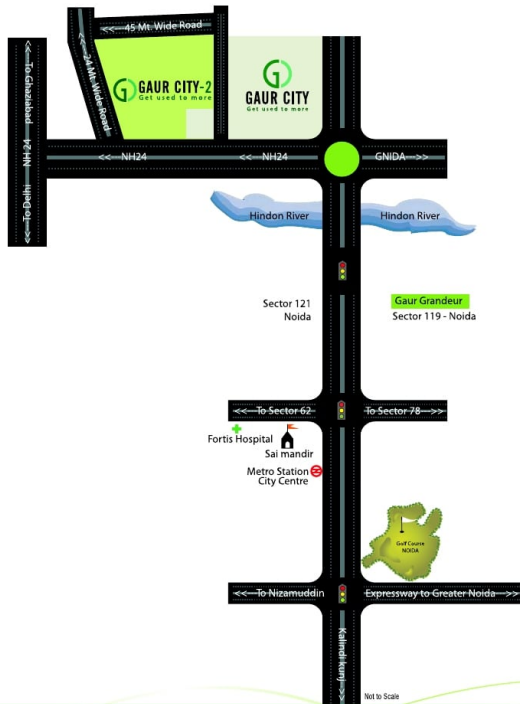 45 Mt. Wide Road
24 Mt. Wide Road
To Ghaziabad
NH 24
To Delhi
GAUR CITY-2
Get used to more
GAUR CITY
Get used to more
<< NH24
<< NH24
GNIDA >>
Hindon River
Hindon River
Sector 121
Noida
Gaur Grandeur
Sector 119 - Noida
<< To Sector 62
To Sector 78 >>
Fortis Hospital
Sai mandir
Metro Station
City Centre
Golf Course
NOIDA
<< To Nizamuddin
Expressway to Greater Noida >>
Kalindi kunj >>
Not to Scale